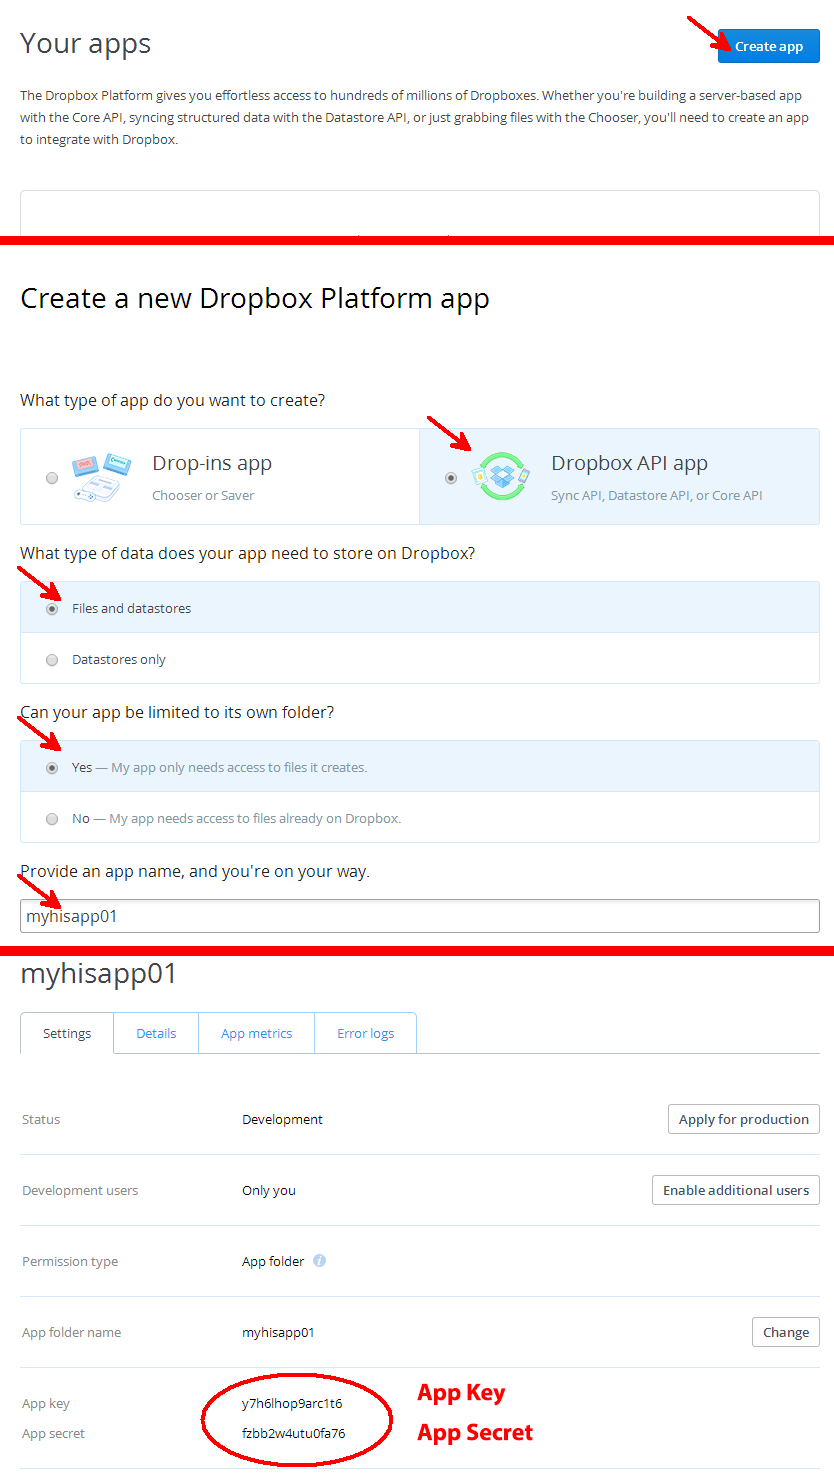 Your apps
Create app
The Dropbox Platform gives you effortless access to hundreds of millions of Dropboxes. Whether you're building a server-based app
with the Core API, syncing structured data with the Datastore API, or just grabbing files with the Chooser, you'll need to create an app
to integrate with Dropbox.
Create a new Dropbox Platform app
What type of app do you want to create?
Drop-ins app
Chooser or Saver
Dropbox API app
Sync API, Datastore API, or Core API
What type of data does your app need to store on Dropbox?
Files and datastores
Datastores only
Can your app be limited to its own folder?
Yes — My app only needs access to files it creates.
No — My app needs access to files already on Dropbox.
Provide an app name, and you're on your way.
myhisapp01
myhisapp01
Settings
Details
App metrics
Error logs
Status
Development
Apply for production
Development users
Only you
Enable additional users
Permission type
App folder
App folder name
myhisapp01
Change
App key
y7h6lhop9arc1t6
App Key
App secret
fzbb2w4utu0fa76
App Secret